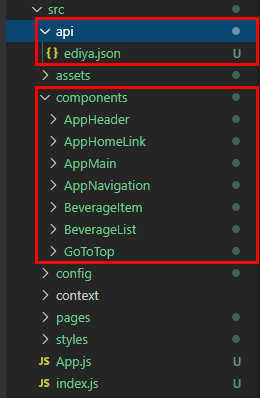 src
api
{ } ediya.json U
assets
components
AppHeader
AppHomeLink
AppMain
AppNavigation
BeverageItem
BeverageList
GoToTop
config
context
pages
styles
JS App.js U
JS index.js U